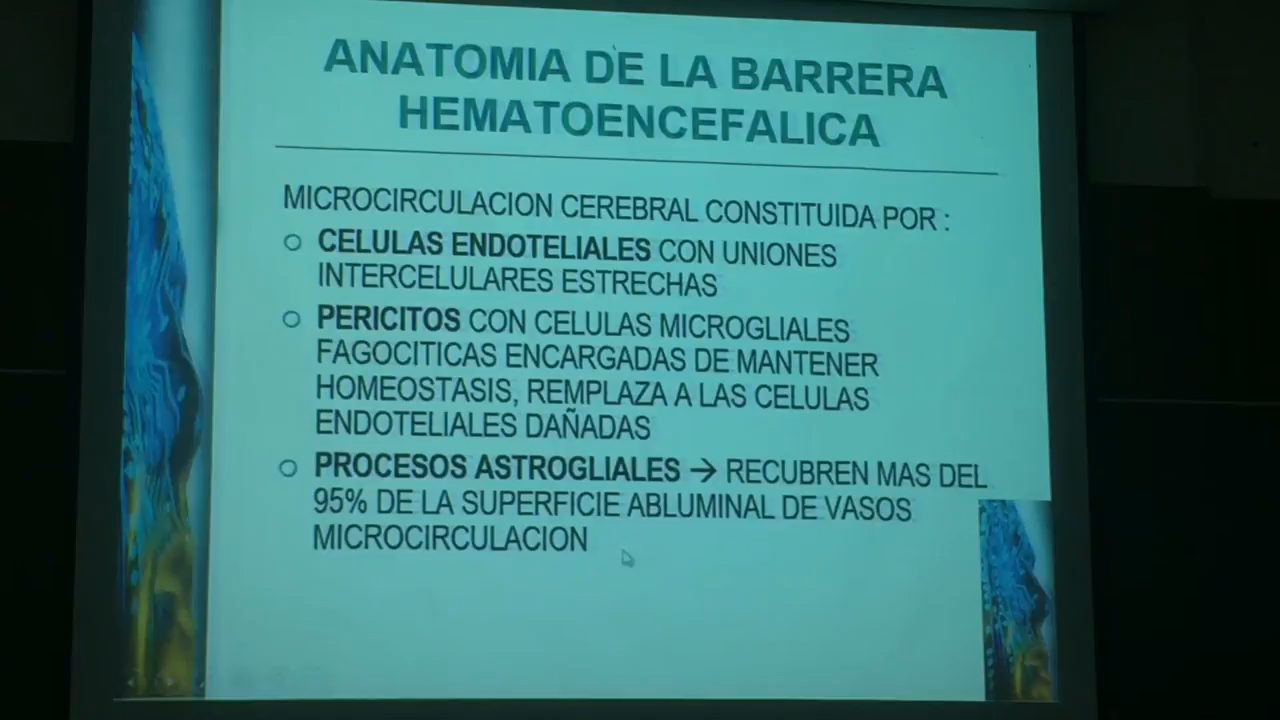 ANATOMIA DE LA BARRERA
HEMATOENCEFALICA
MICROCIRCULACION CEREBRAL CONSTITUIDA POR :
CELULAS ENDOTELIALES CON UNIONES
INTERCELULARES ESTRECHAS
PERICITOS CON CELULAS MICROGLIALES
FAGOCITICAS ENCARGADAS DE MANTENER
HOMEOSTASIS, REMPLAZA A LAS CELULAS
ENDOTELIALES DAÑADAS
PROCESOS ASTROGLIALES → RECUBREN MAS DEL
95% DE LA SUPERFICIE ABLUMINAL DE VASOS
MICROCIRCULACION